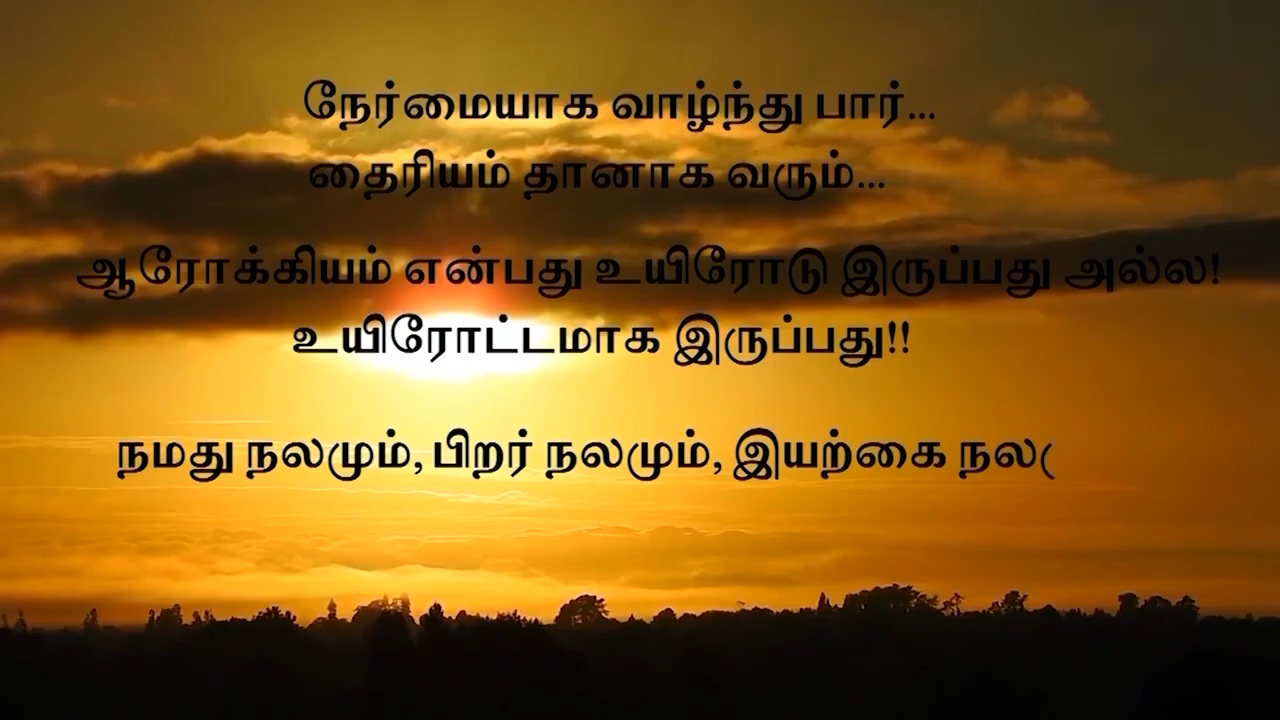 நேர்மையாக வாழ்ந்து பார்...
தைரியம் தானாக வரும்...
ஆரோக்கியம் என்பது உயிரோடு இருப்பது அல்ல!
உயிரோட்டமாக இருப்பது!!
நமது நலமும், பிறர் நலமும், இயற்கை நல